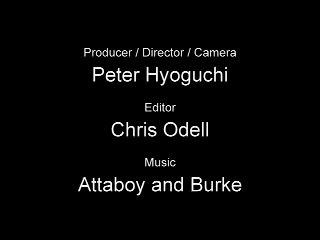 Producer / Director / Camera
Peter Hyoguchi
Editor
Chris Odell
Music
Attaboy and Burke